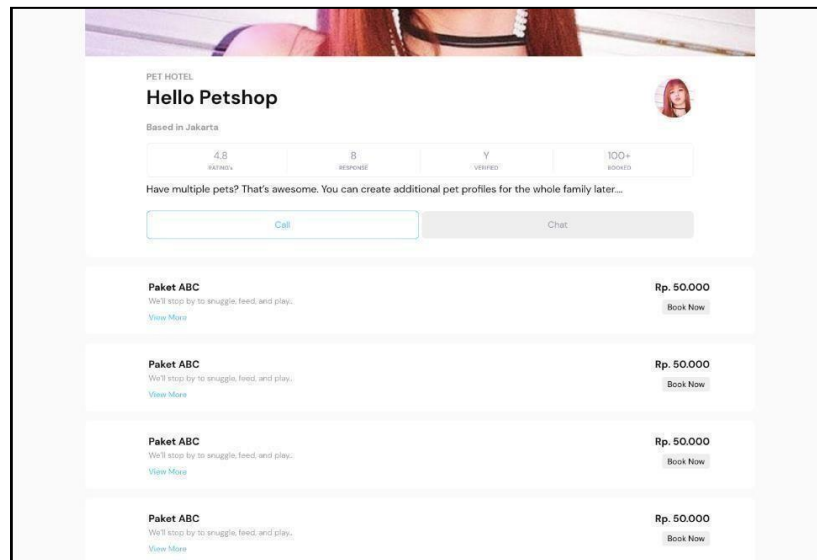 PET HOTEL
Hello Petshop
Based in Jakarta
4.8
RATING's
8
RESPONSE
Y
VERIFIED
100+
BOOKED
Have multiple pets? That's awesome. You can create additional pet profiles for the whole family later....
Call
Chat
Paket ABC
Rp. 50.000
We'll stop by to snuggle, feed, and play..
Book Now
View More
Paket ABC
Rp. 50.000
We'll stop by to snuggle, feed, and play..
Book Now
View More
Paket ABC
Rp. 50.000
We'll stop by to snuggle, feed, and play..
Book Now
View More
Paket ABC
Rp. 50.000
We'll stop by to snuggle, feed, and play..
Book Now
View More